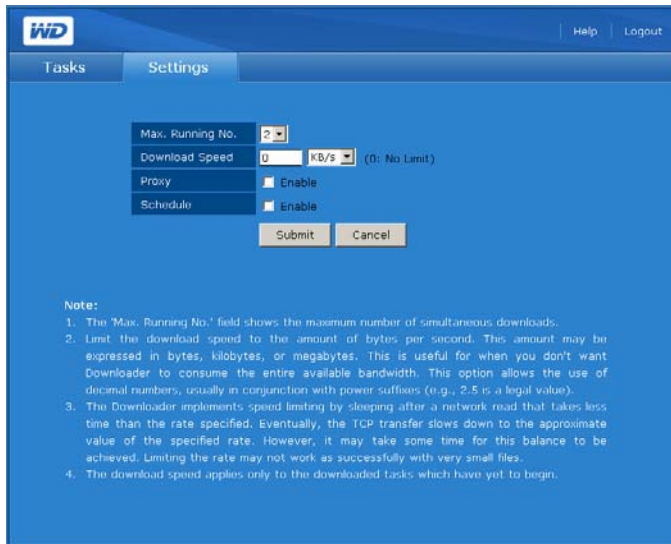 WD
Help
Logout
Tasks
Settings
Max. Running No.
2
Download Speed
0
KB/s
(0: No Limit)
Proxy
Enable
Schedule
Enable
Submit
Cancel
Note:
1. The 'Max. Running No.' field shows the maximum number of simultaneous downloads.
2. Limit the download speed to the amount of bytes per second. This amount may be
expressed in bytes, kilobytes, or megabytes. This is useful for when you don't want
Downloader to consume the entire available bandwidth. This option allows the use of
decimal numbers, usually in conjunction with power suffixes (e.g., 2.5 is a legal value).
3. The Downloader implements speed limiting by sleeping after a network read that takes less
time than the rate specified. Eventually, the TCP transfer slows down to the approximate
value of the specified rate. However, it may take some time for this balance to be
achieved. Limiting the rate may not work as successfully with very small files.
4. The download speed applies only to the downloaded tasks which have yet to begin.